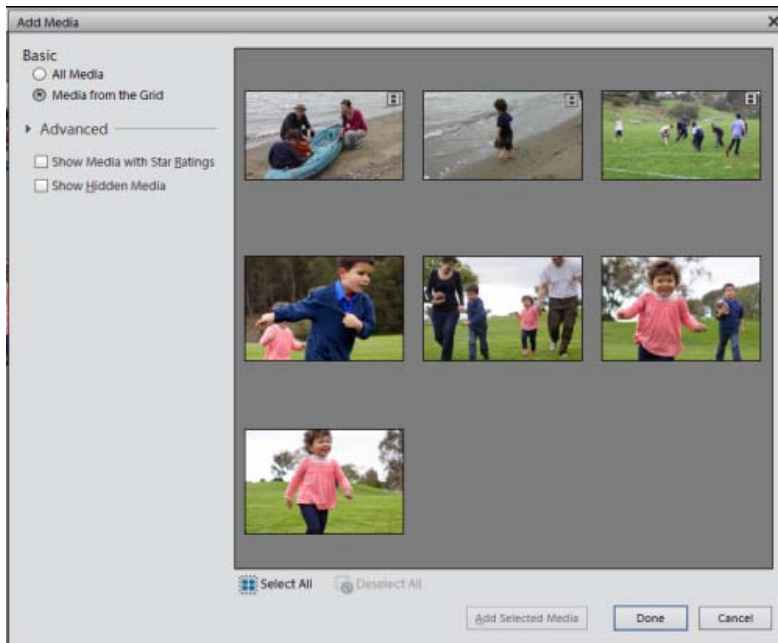 Add Media
Basic
All Media
Media from the Grid
Advanced
Show Media with Star Ratings
Show Hidden Media
Select All
Deselect All
Add Selected Media
Done
Cancel